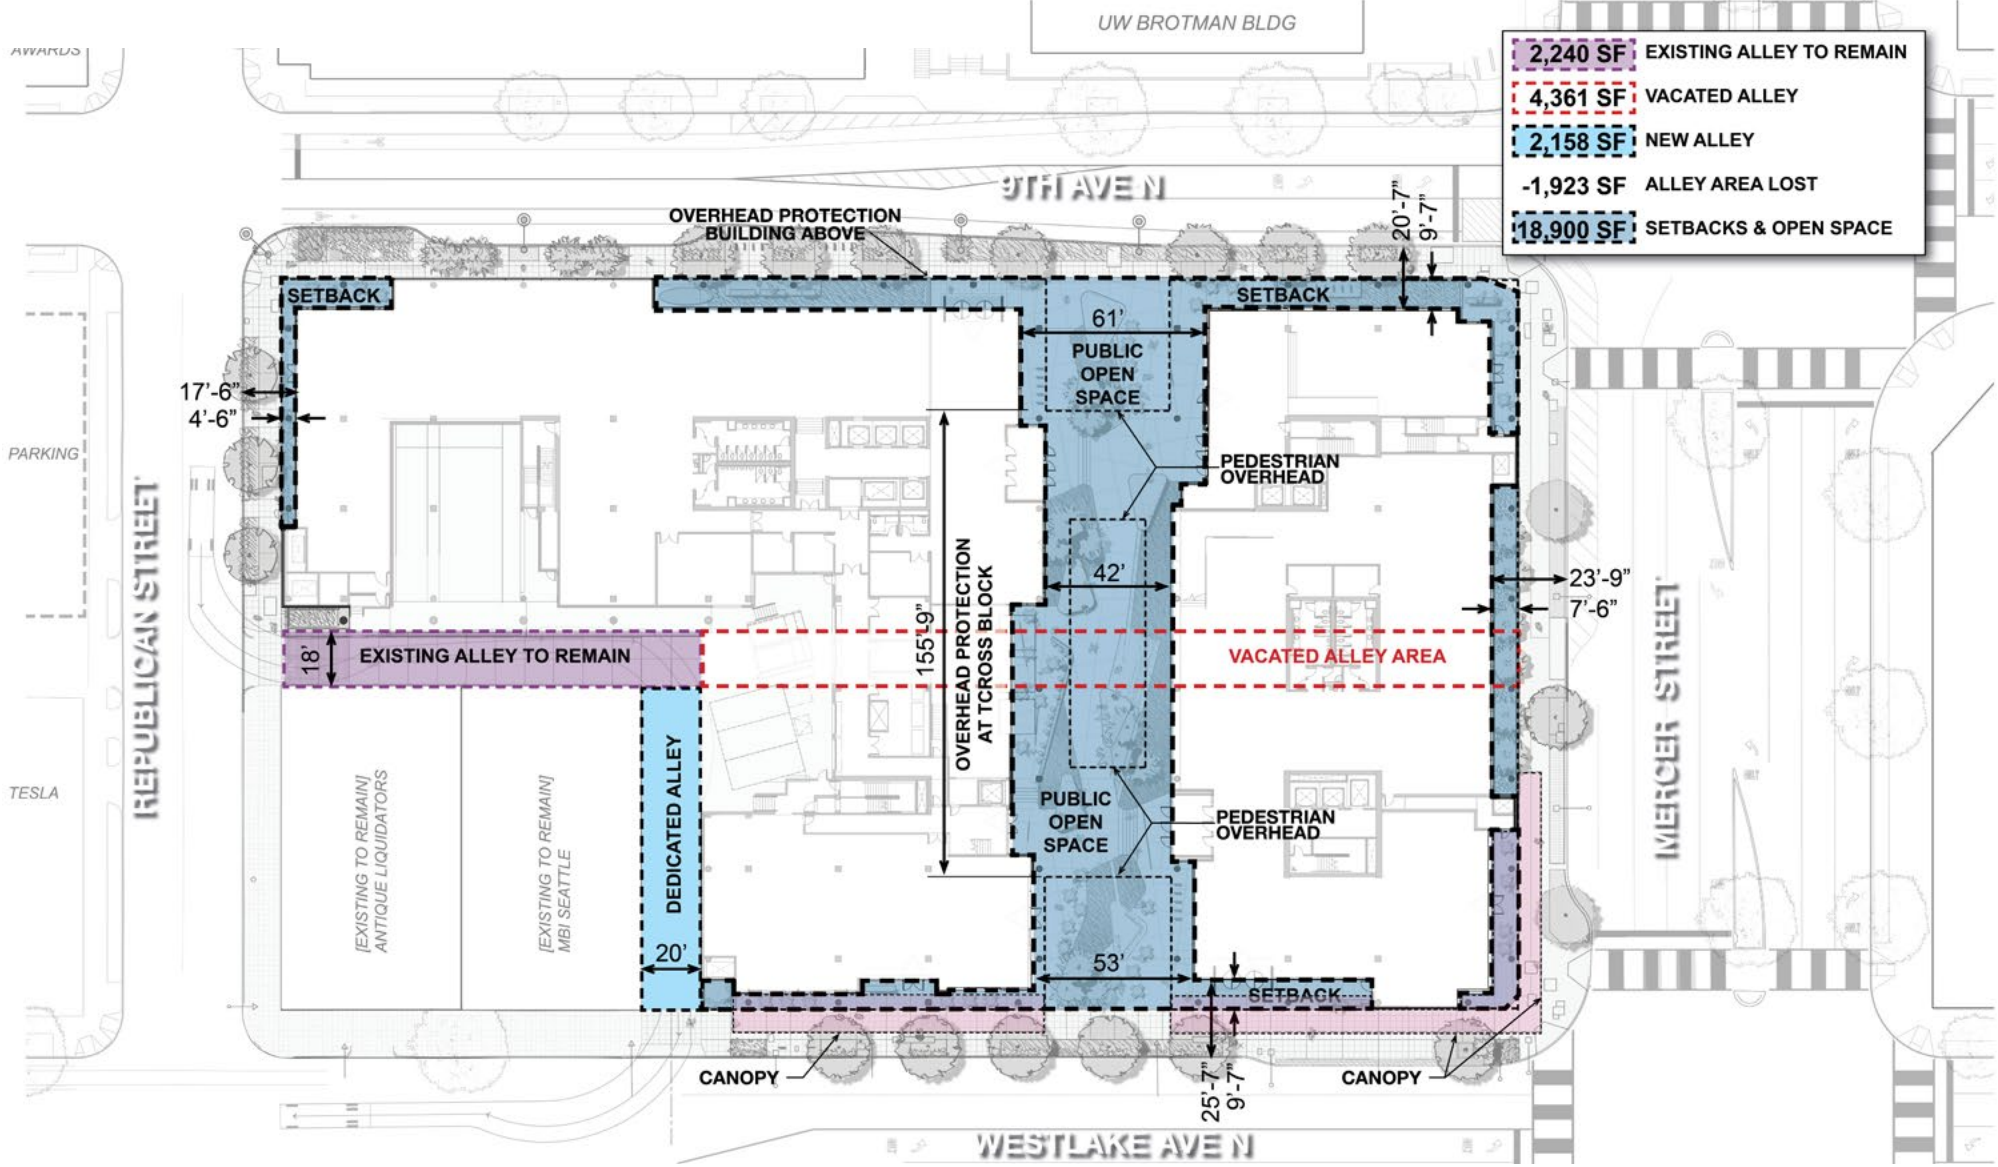 UW BROTMAN BLDG
AWARDS
2,240 SF EXISTING ALLEY TO REMAIN
4,361 SF VACATED ALLEY
2,158 SF NEW ALLEY
-1,923 SF ALLEY AREA LOST
18,900 SF SETBACKS & OPEN SPACE
9TH AVE N
OVERHEAD PROTECTION
BUILDING ABOVE
20'-7"
9'-7"
SETBACK
SETBACK
61'
PUBLIC
OPEN
SPACE
17'-6"
4'-6"
PARKING
PEDESTRIAN
OVERHEAD
REPUBLICAN STREET
155'-9"
OVERHEAD PROTECTION
AT TCROSS BLOCK
42'
23'-9"
7'-6"
18'
EXISTING ALLEY TO REMAIN
VACATED ALLEY AREA
MERCER STREET
TESLA
[EXISTING TO REMAIN]
ANTIQUE LIQUIDATORS
[EXISTING TO REMAIN]
MBI SEATTLE
DEDICATED ALLEY
PUBLIC
OPEN
SPACE
PEDESTRIAN
OVERHEAD
20'
53'
SETBACK
CANOPY
25'-7"
9'-7"
CANOPY
WESTLAKE AVE N